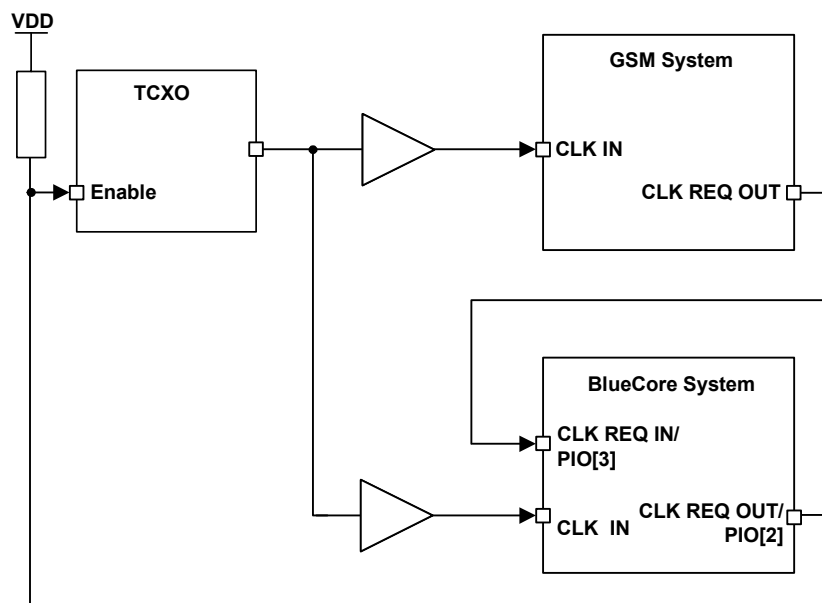 VDD
TCXO
Enable
GSM System
CLK IN
CLK REQ OUT
BlueCore System
CLK REQ IN/
PIO[3]
CLK IN
CLK REQ OUT/
PIO[2]